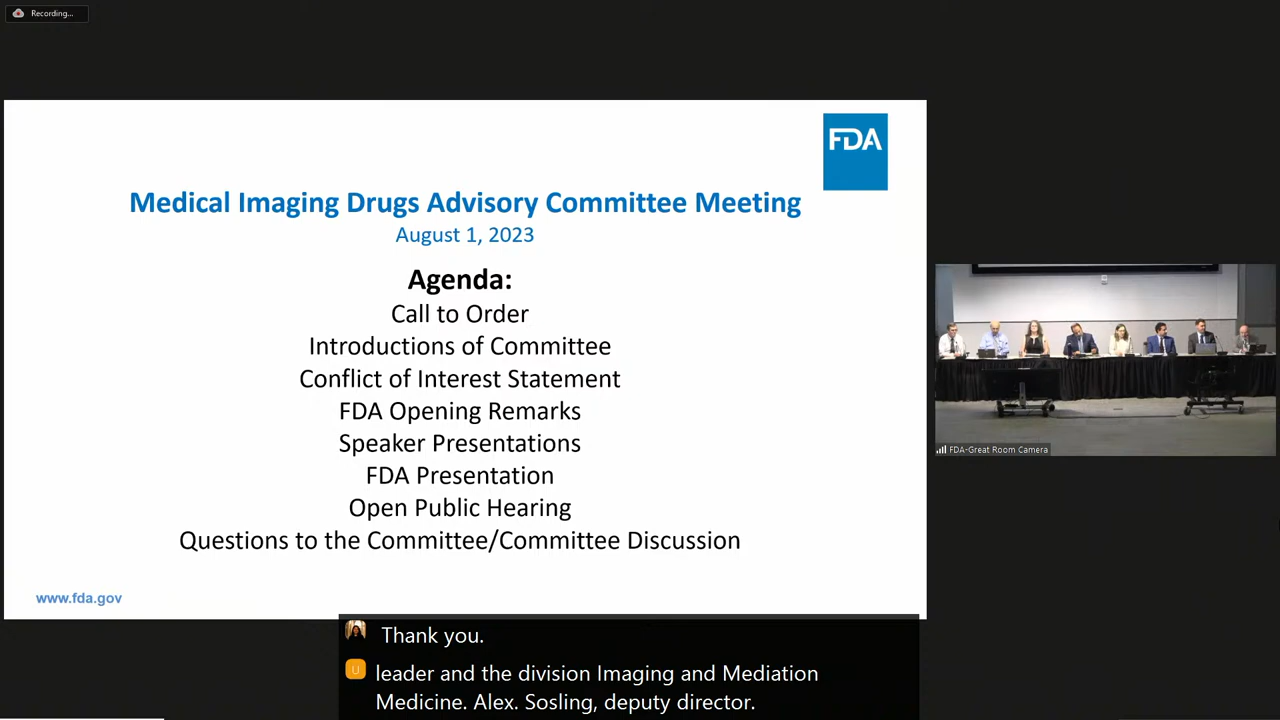 Recording...
FDA
Medical Imaging Drugs Advisory Committee Meeting
August 1, 2023
Agenda:
Call to Order
Introductions of Committee
Conflict of Interest Statement
FDA Opening Remarks
Speaker Presentations
FDA Presentation
Open Public Hearing
Questions to the Committee/Committee Discussion
www.fda.gov
FDA-Great Room Camera
Thank you.
U
leader and the division Imaging and Mediation
Medicine. Alex. Sosling, deputy director.